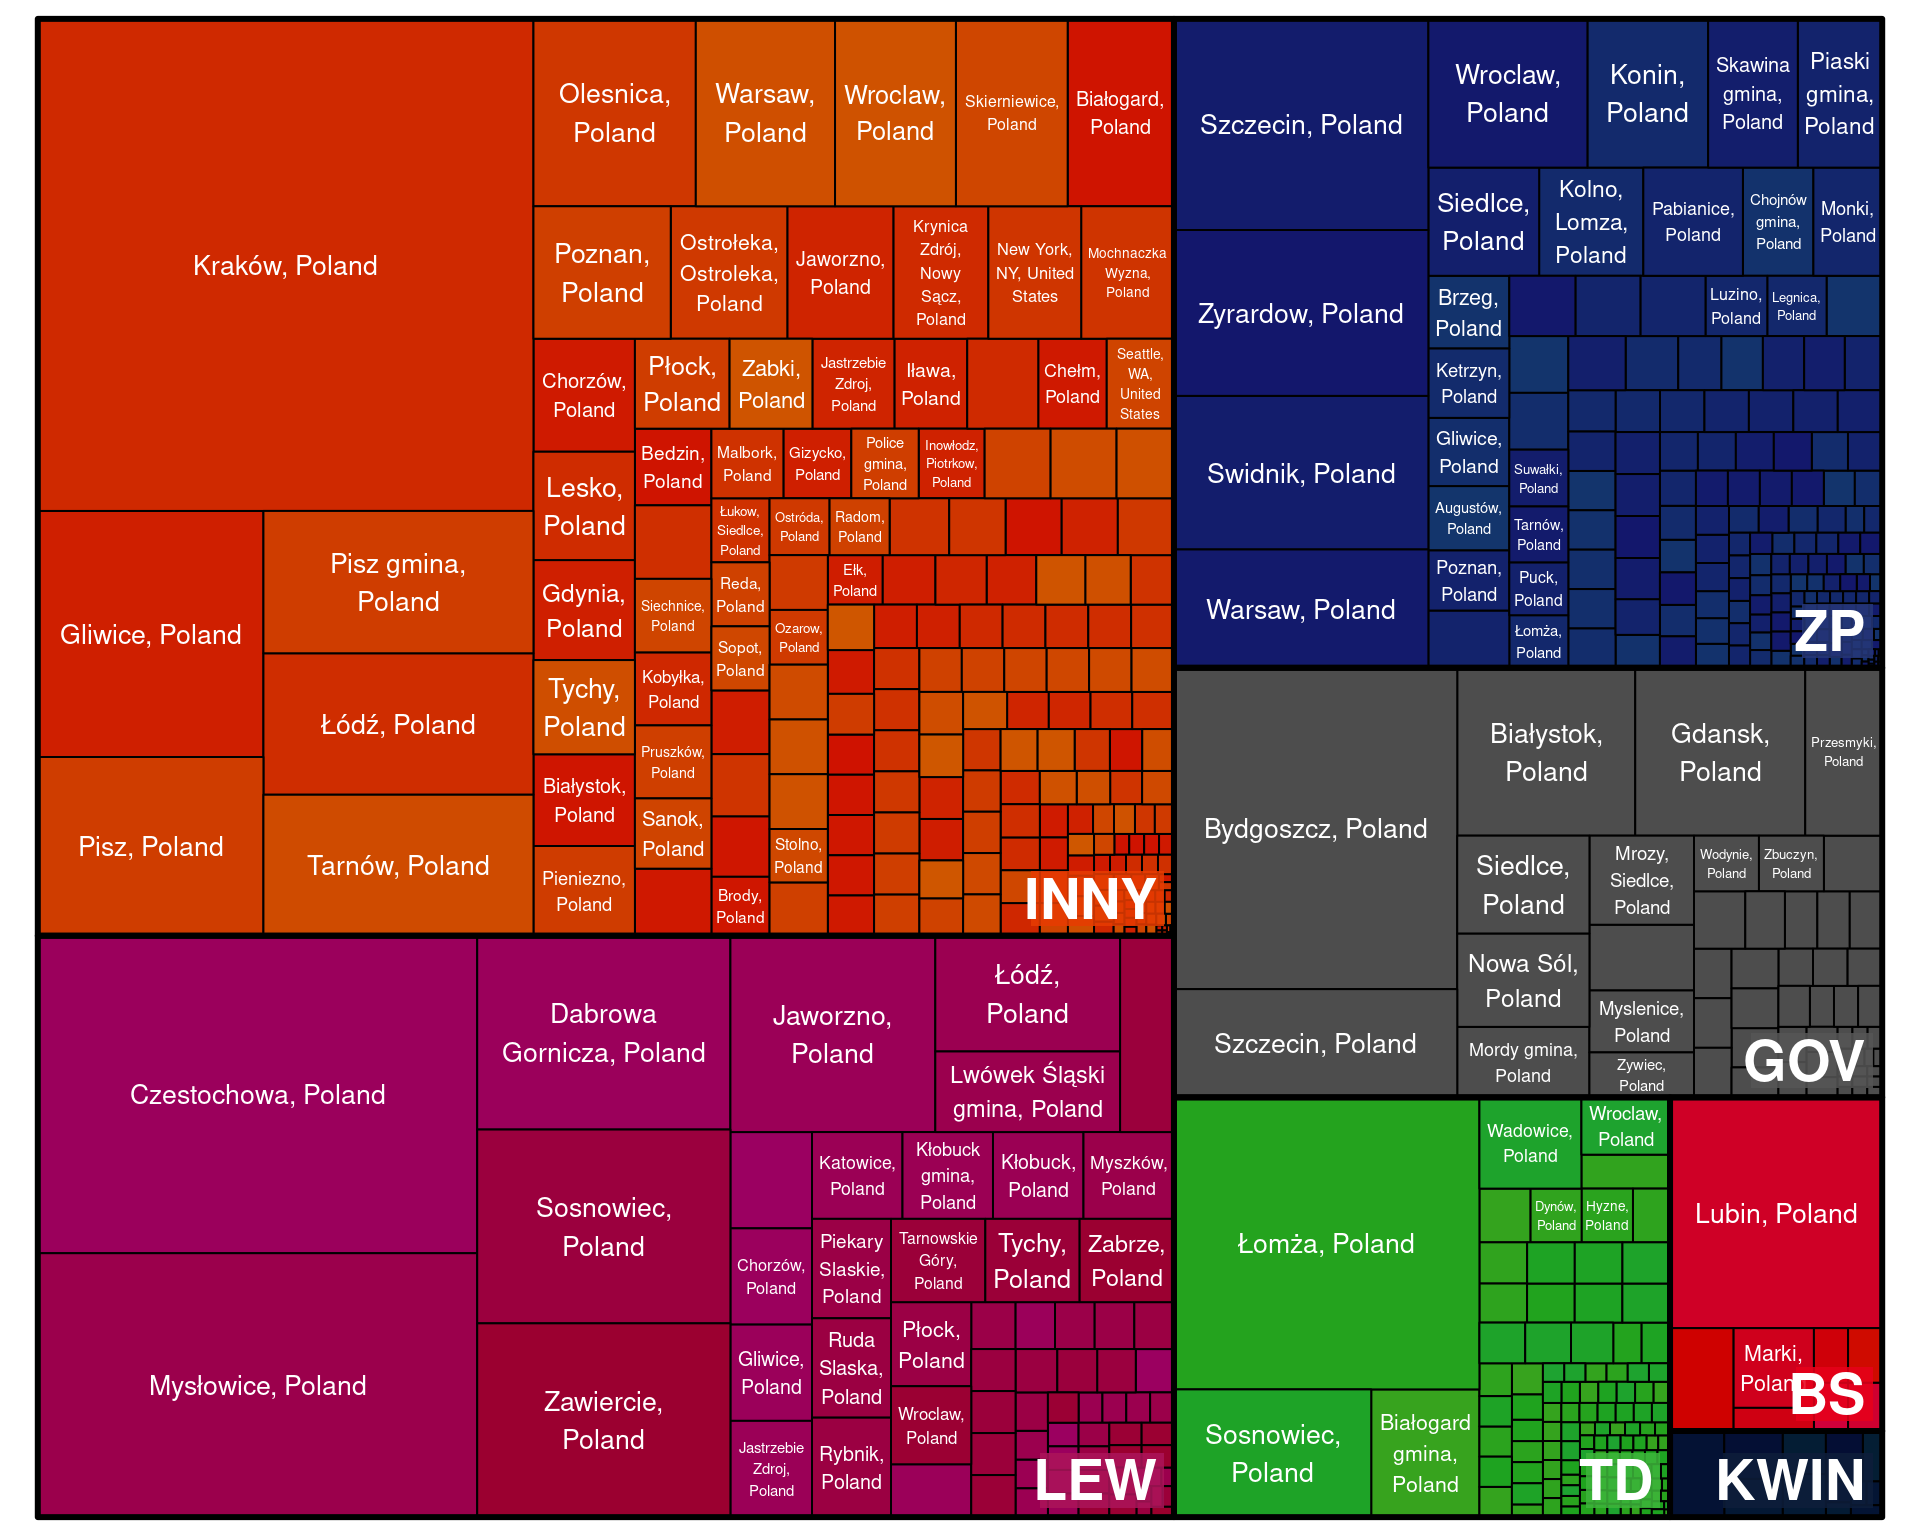 Kraków, Poland
Gliwice, Poland
Pisz, Poland
Pisz gmina,
Poland
Łódź, Poland
Tarnów, Poland
Olesnica,
Poland
Warsaw,
Poland
Wroclaw,
Poland
Skierniewice,
Poland
Białogard,
Poland
Poznan,
Poland
Ostrołeka,
Ostroleka,
Poland
Jaworzno,
Poland
Krynica
Zdrój,
Nowy
Sącz,
Poland
New York,
NY, United
States
Mochnaczka
Wyzna,
Poland
Chorzów,
Poland
Lesko,
Poland
Gdynia,
Poland
Tychy,
Poland
Białystok,
Poland
Pieniezno,
Poland
Płock,
Poland
Zabki,
Poland
Jastrzebie
Zdroj,
Poland
Iława,
Poland
Chełm,
Poland
Seattle,
WA,
United
States
Bedzin,
Poland
Siechnice,
Poland
Kobyłka,
Poland
Pruszków,
Poland
Sanok,
Poland
Malbork,
Poland
Gizycko,
Poland
Police
gmina,
Poland
Inowłodz,
Piotrkow,
Poland
Łukow,
Siedlce,
Poland
Reda,
Poland
Sopot,
Poland
Brody,
Poland
Ostróda,
Poland
Radom,
Poland
Ozarow,
Poland
Stolno,
Poland
Ełk,
Poland
INNY
Szczecin, Poland
Zyrardow, Poland
Swidnik, Poland
Warsaw, Poland
Wroclaw,
Poland
Konin,
Poland
Skawina
gmina,
Poland
Piaski
gmina,
Poland
Siedlce,
Poland
Kolno,
Lomza,
Poland
Pabianice,
Poland
Chojnów
gmina,
Poland
Monki,
Poland
Brzeg,
Poland
Ketrzyn,
Poland
Gliwice,
Poland
Augustów,
Poland
Poznan,
Poland
Luzino,
Poland
Legnica,
Poland
Suwałki,
Poland
Tarnów,
Poland
Puck,
Poland
Łomża,
Poland
ZP
Bydgoszcz, Poland
Szczecin, Poland
Białystok,
Poland
Gdansk,
Poland
Przesmyki,
Poland
Siedlce,
Poland
Nowa Sól,
Poland
Mordy gmina,
Poland
Mrozy,
Siedlce,
Poland
Myslenice,
Poland
Zywiec,
Poland
Wodynie,
Poland
Zbuczyn,
Poland
GOV
Czestochowa, Poland
Mysłowice, Poland
Dabrowa
Gornicza, Poland
Sosnowiec,
Poland
Zawiercie,
Poland
Jaworzno,
Poland
Łódź,
Poland
Lwówek Śląski
gmina, Poland
Chorzów,
Poland
Gliwice,
Poland
Jastrzebie
Zdroj,
Poland
Katowice,
Poland
Kłobuck
gmina,
Poland
Kłobuck,
Poland
Myszków,
Poland
Piekary
Slaskie,
Poland
Ruda
Slaska,
Poland
Rybnik,
Poland
Tarnowskie
Góry,
Poland
Tychy,
Poland
Zabrze,
Poland
Płock,
Poland
Wroclaw,
Poland
LEW
Łomża, Poland
Sosnowiec,
Poland
Białogard
gmina,
Poland
Wadowice,
Poland
Wroclaw,
Poland
Dynów,
Poland
Hyzne,
Poland
TD
Lubin, Poland
Marki,
Poland
BS
KWIN